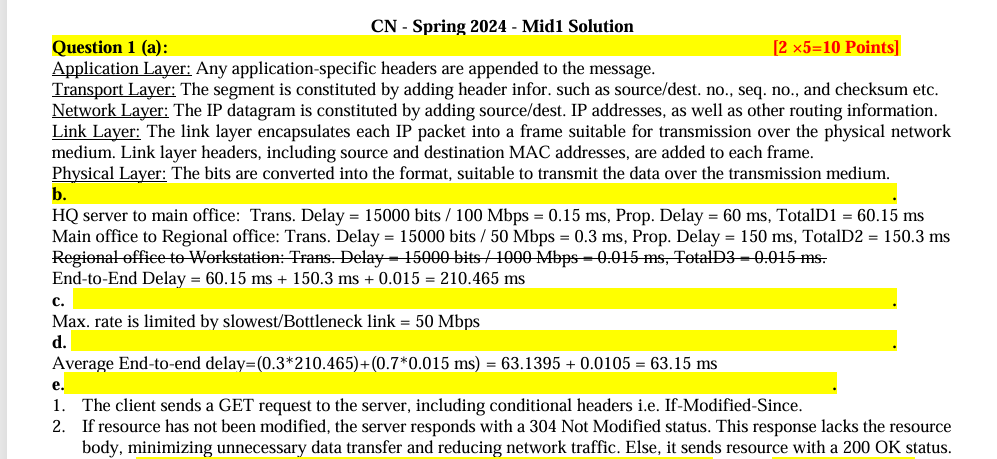 CN - Spring 2024 - Mid1 Solution
Question 1 (a): [2 ×5=10 Points]
Application Layer: Any application-specific headers are appended to the message.
Transport Layer: The segment is constituted by adding header infor. such as source/dest. no., seq. no., and checksum etc.
Network Layer: The IP datagram is constituted by adding source/dest. IP addresses, as well as other routing information.
Link Layer: The link layer encapsulates each IP packet into a frame suitable for transmission over the physical network
medium. Link layer headers, including source and destination MAC addresses, are added to each frame.
Physical Layer: The bits are converted into the format, suitable to transmit the data over the transmission medium.
b. .
HQ server to main office: Trans. Delay = 15000 bits / 100 Mbps = 0.15 ms, Prop. Delay = 60 ms, TotalD1 = 60.15 ms
Main office to Regional office: Trans. Delay = 15000 bits / 50 Mbps = 0.3 ms, Prop. Delay = 150 ms, TotalD2 = 150.3 ms
Regional office to Workstation: Trans. Delay = 15000 bits / 1000 Mbps = 0.015 ms, TotalD3 = 0.015 ms.
End-to-End Delay = 60.15 ms + 150.3 ms + 0.015 = 210.465 ms
c. .
Max. rate is limited by slowest/Bottleneck link = 50 Mbps
d. .
Average End-to-end delay=(0.3*210.465)+(0.7*0.015 ms) = 63.1395 + 0.0105 = 63.15 ms
e. .
1. The client sends a GET request to the server, including conditional headers i.e. If-Modified-Since.
2. If resource has not been modified, the server responds with a 304 Not Modified status. This response lacks the resource
body, minimizing unnecessary data transfer and reducing network traffic. Else, it sends resource with a 200 OK status.